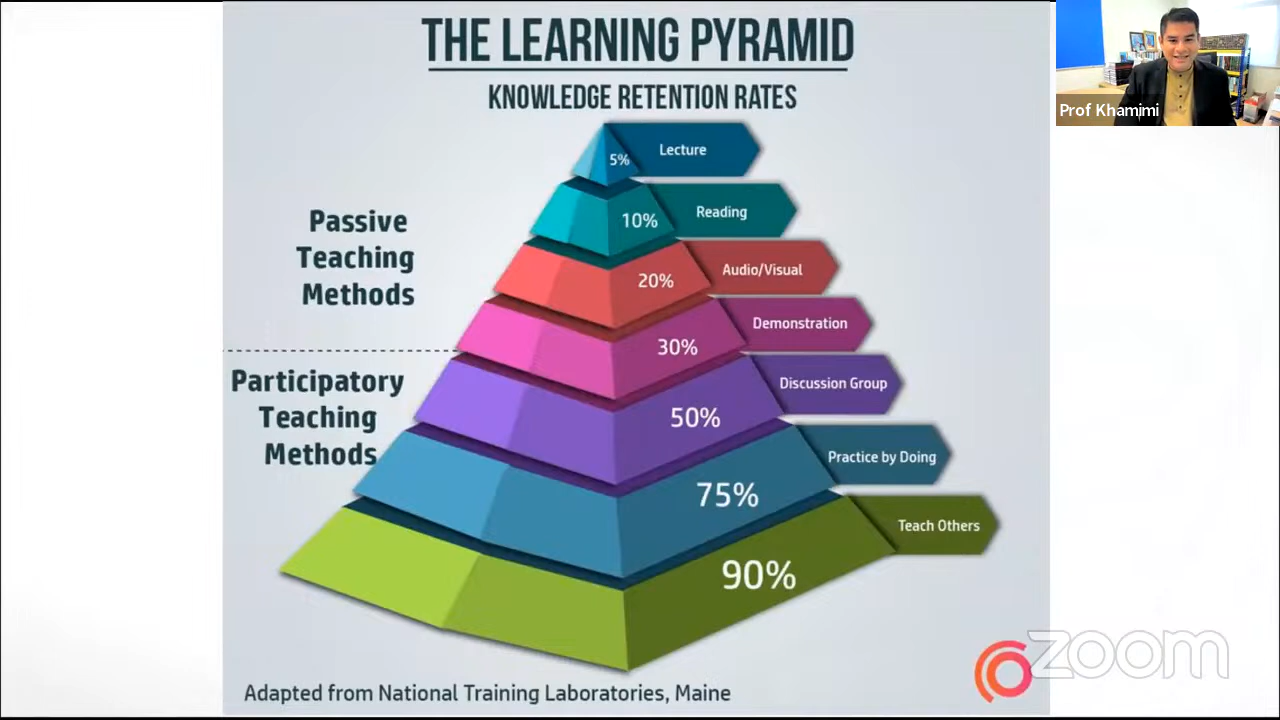 THE LEARNING PYRAMID
KNOWLEDGE RETENTION RATES
Prof Khamimi
5%
Lecture
10%
Reading
Passive
Teaching
Methods
20%
Audio/Visual
30%
Demonstration
Participatory
Teaching
Methods
50%
Discussion Group
75%
Practice by Doing
90%
Teach Others
Adapted from National Training Laboratories, Maine
zoom